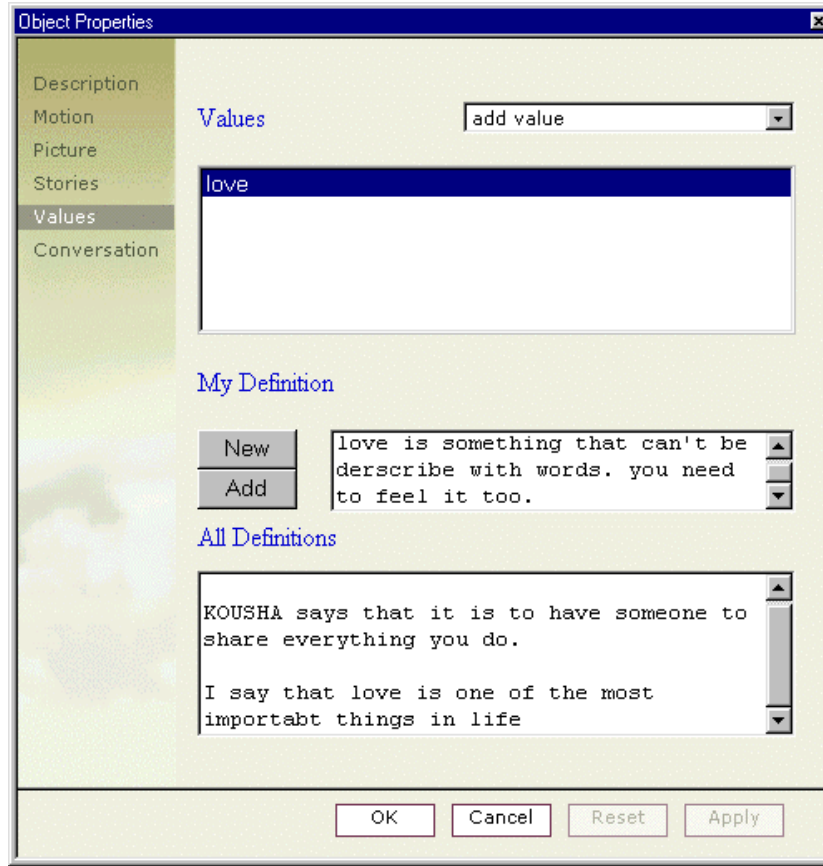 Object Properties
Description
Motion
Picture
Stories
Values
Conversation
Values
add value
love
My Definition
New
Add
love is something that can't be
derscribe with words. you need
to feel it too.
All Definitions
KOUSHA says that it is to have someone to
share everything you do.
I say that love is one of the most
importabt things in life
OK
Cancel
Reset
Apply